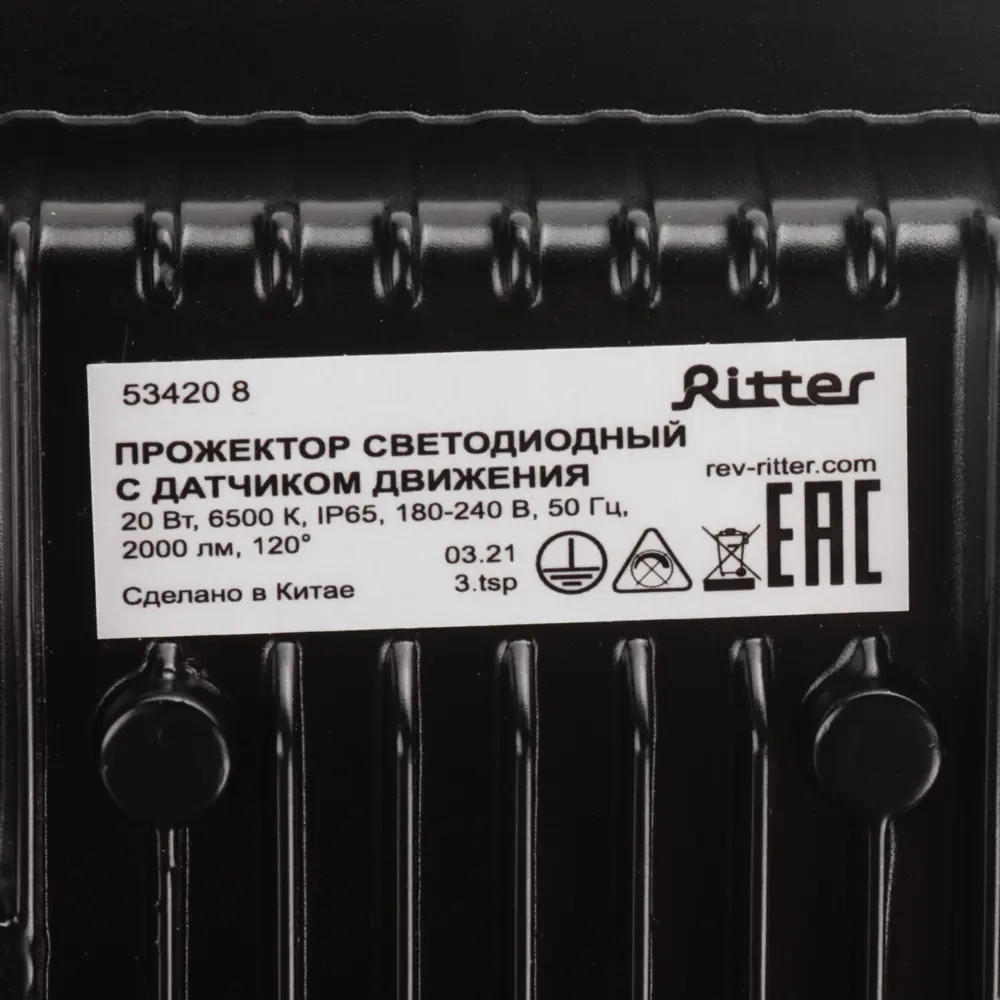 53420 8
Ritter
ПРОЖЕКТОР СВЕТОДИОДНЫЙ
С ДАТЧИКОМ ДВИЖЕНИЯ
rev-ritter.com
20 Вт, 6500 К, IP65, 180-240 В, 50 Гц,
2000 лм, 120°
03.21
3.tsp
Сделано в Китае
EAC